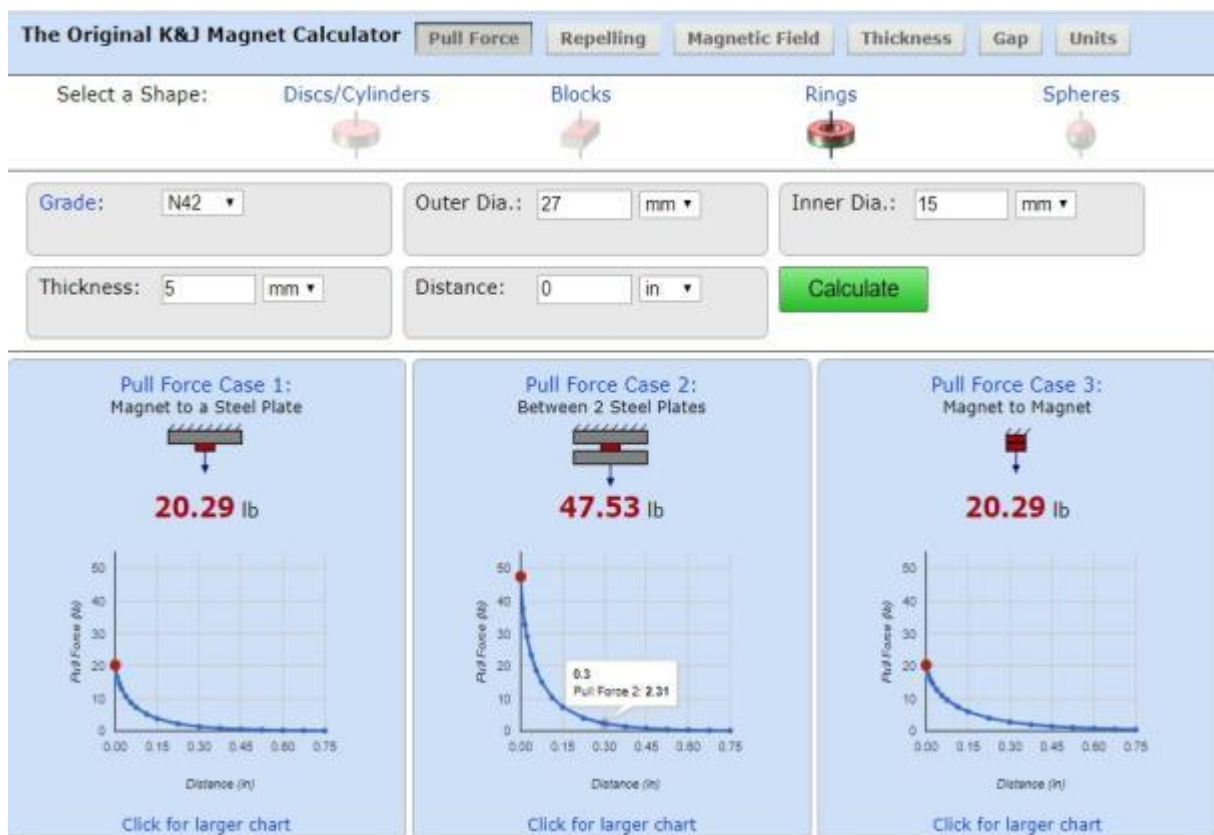 The Original K&J Magnet Calculator Pull Force Repelling Magnetic Field Thickness Gap Units
Select a Shape: Discs/Cylinders Blocks Rings Spheres
Grade: N42 Outer Dia.: 27 mm Inner Dia.: 15 mm
Thickness: 5 mm Distance: 0 in Calculate
Pull Force Case 1:
Magnet to a Steel Plate
20.29 lb
50
40
30
20
10
0
Pull Force (lb)
0.00 0.15 0.30 0.45 0.60 0.75
Distance (in)
Click for larger chart
Pull Force Case 2:
Between 2 Steel Plates
47.53 lb
50
40
30
20
10
0
Pull Force (lb)
0.3
Pull Force 2: 2.31
0.00 0.15 0.30 0.45 0.60 0.75
Distance (in)
Click for larger chart
Pull Force Case 3:
Magnet to Magnet
20.29 lb
50
40
30
20
10
0
Pull Force (lb)
0.00 0.15 0.30 0.45 0.60 0.75
Distance (in)
Click for larger chart